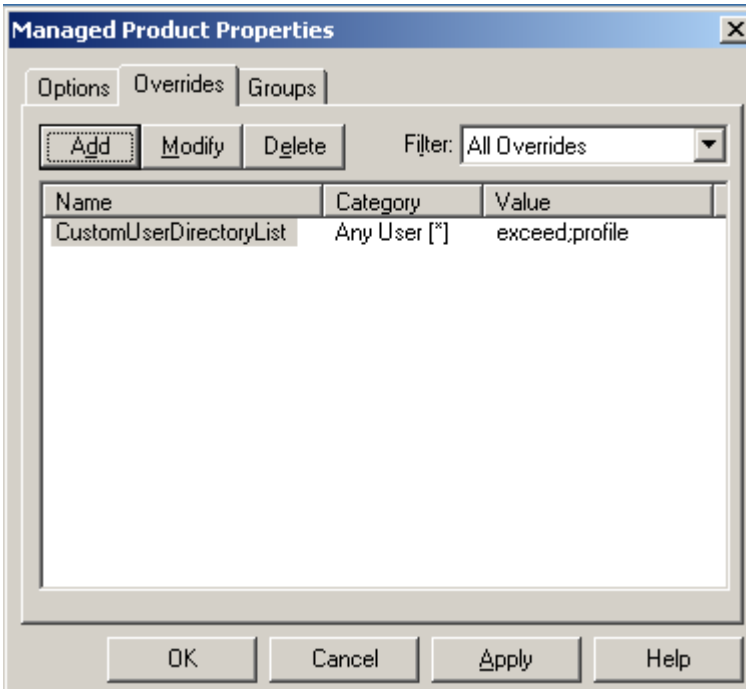 Managed Product Properties
Options Overrides Groups
Add Modify Delete Filter: All Overrides
Name Category Value
CustomUserDirectoryList Any User [*] exceed;profile
OK Cancel Apply Help